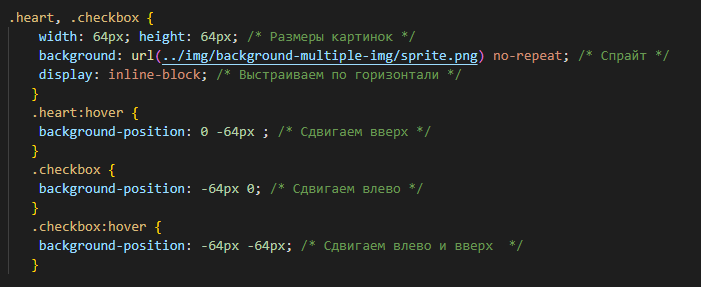 .heart, .checkbox {
width: 64px; height: 64px; /* Размеры картинок */
background: url(../img/background-multiple-img/sprite.png) no-repeat; /* Спрайт */
display: inline-block; /* Выстраиваем по горизонтали */
}
.heart:hover {
background-position: 0 -64px ; /* Сдвигаем вверх */
}
.checkbox {
background-position: -64px 0; /* Сдвигаем влево */
}
.checkbox:hover {
background-position: -64px -64px; /* Сдвигаем влево и вверх  */
}